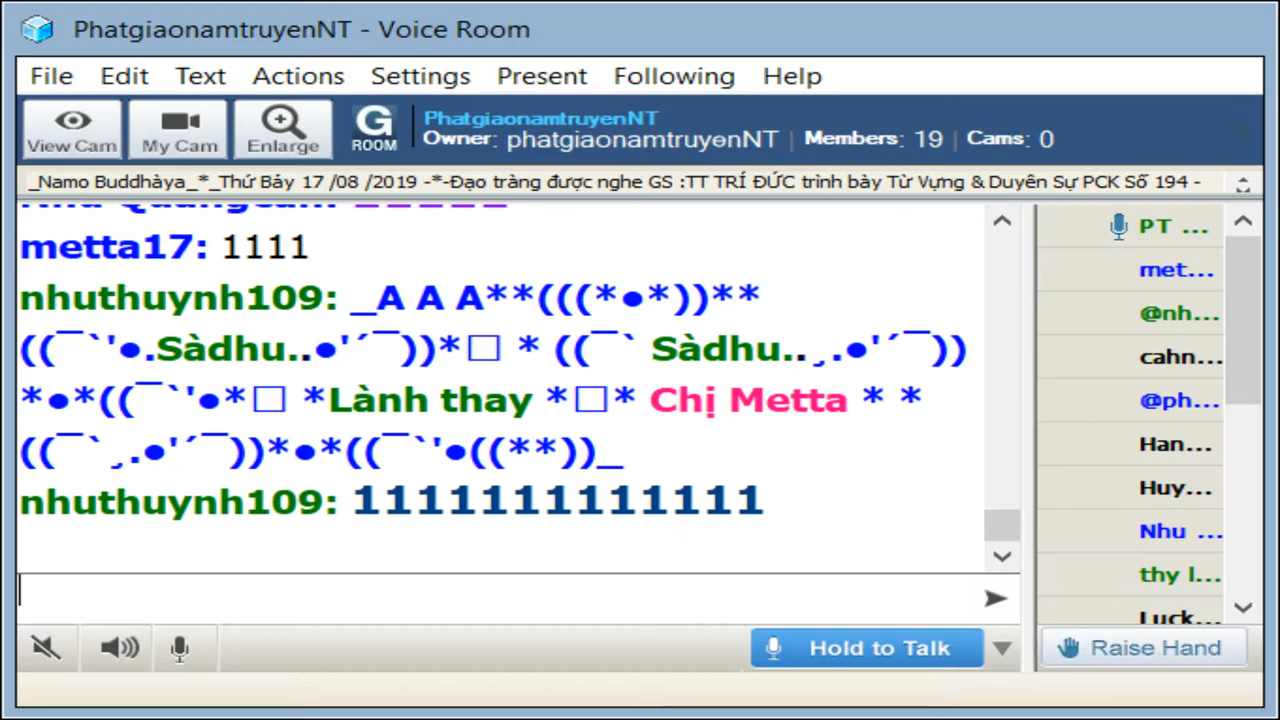 PhatgiaonamtruyenNT - Voice Room
File Edit Text Actions Settings Present Following Help
View Cam My Cam Enlarge G ROOM
PhatgiaonamtruyenNT
Owner: phatgiaonamtruyenNT | Members: 19 | Cams: 0
_Namo Buddhàya_*_Thứ Bảy 17 /08 /2019 -*-Đạo tràng được nghe GS :TT TRÍ ĐỨC trình bày Từ Vựng & Duyên Sự PCK Số 194 -
metta17: 1111
nhuthuynh109: _A A A**(((*●*))**
((¯`'●.Sàdhu..●'´¯))*□ * ((¯` Sàdhu..¸.●'´¯))
*●*((¯`'●*□ *Lành thay *□* Chị Metta * *
((¯`¸.●'´¯))*●*((¯`'●((**))_
nhuthuynh109: 1111111111111
PT ...
met...
@nh...
cahn...
@ph...
Han...
Huy...
Nhu ...
thy l...
Luck...
Hold to Talk
Raise Hand